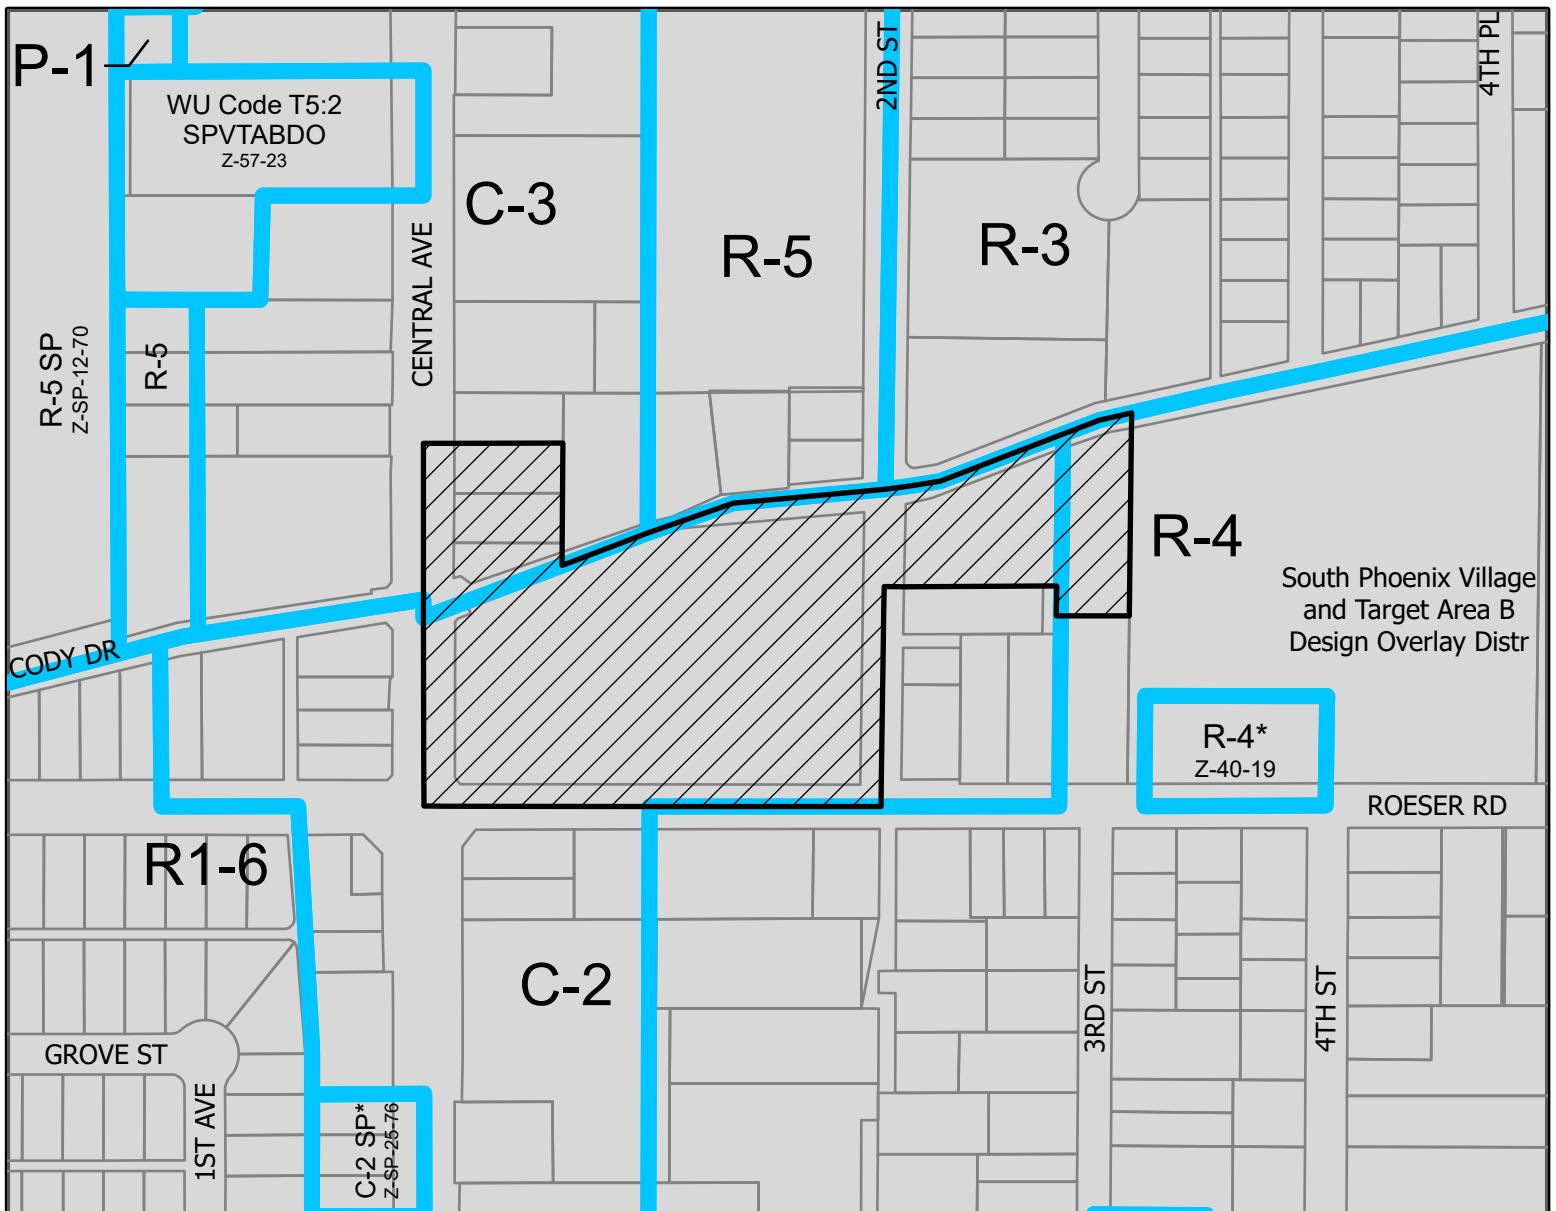 P-1
WU Code T5:2
SPVTABDO
Z-57-23
2ND ST
4TH PL
C-3
R-5
R-3
CENTRAL AVE
R-5 SP
Z-SP-12-70
R-5
R-4
South Phoenix Village
and Target Area B
Design Overlay Distr
CODY DR
R-4*
Z-40-19
ROESER RD
R1-6
C-2
3RD ST
4TH ST
GROVE ST
1ST AVE
C-2 SP*
Z-SP-25-76